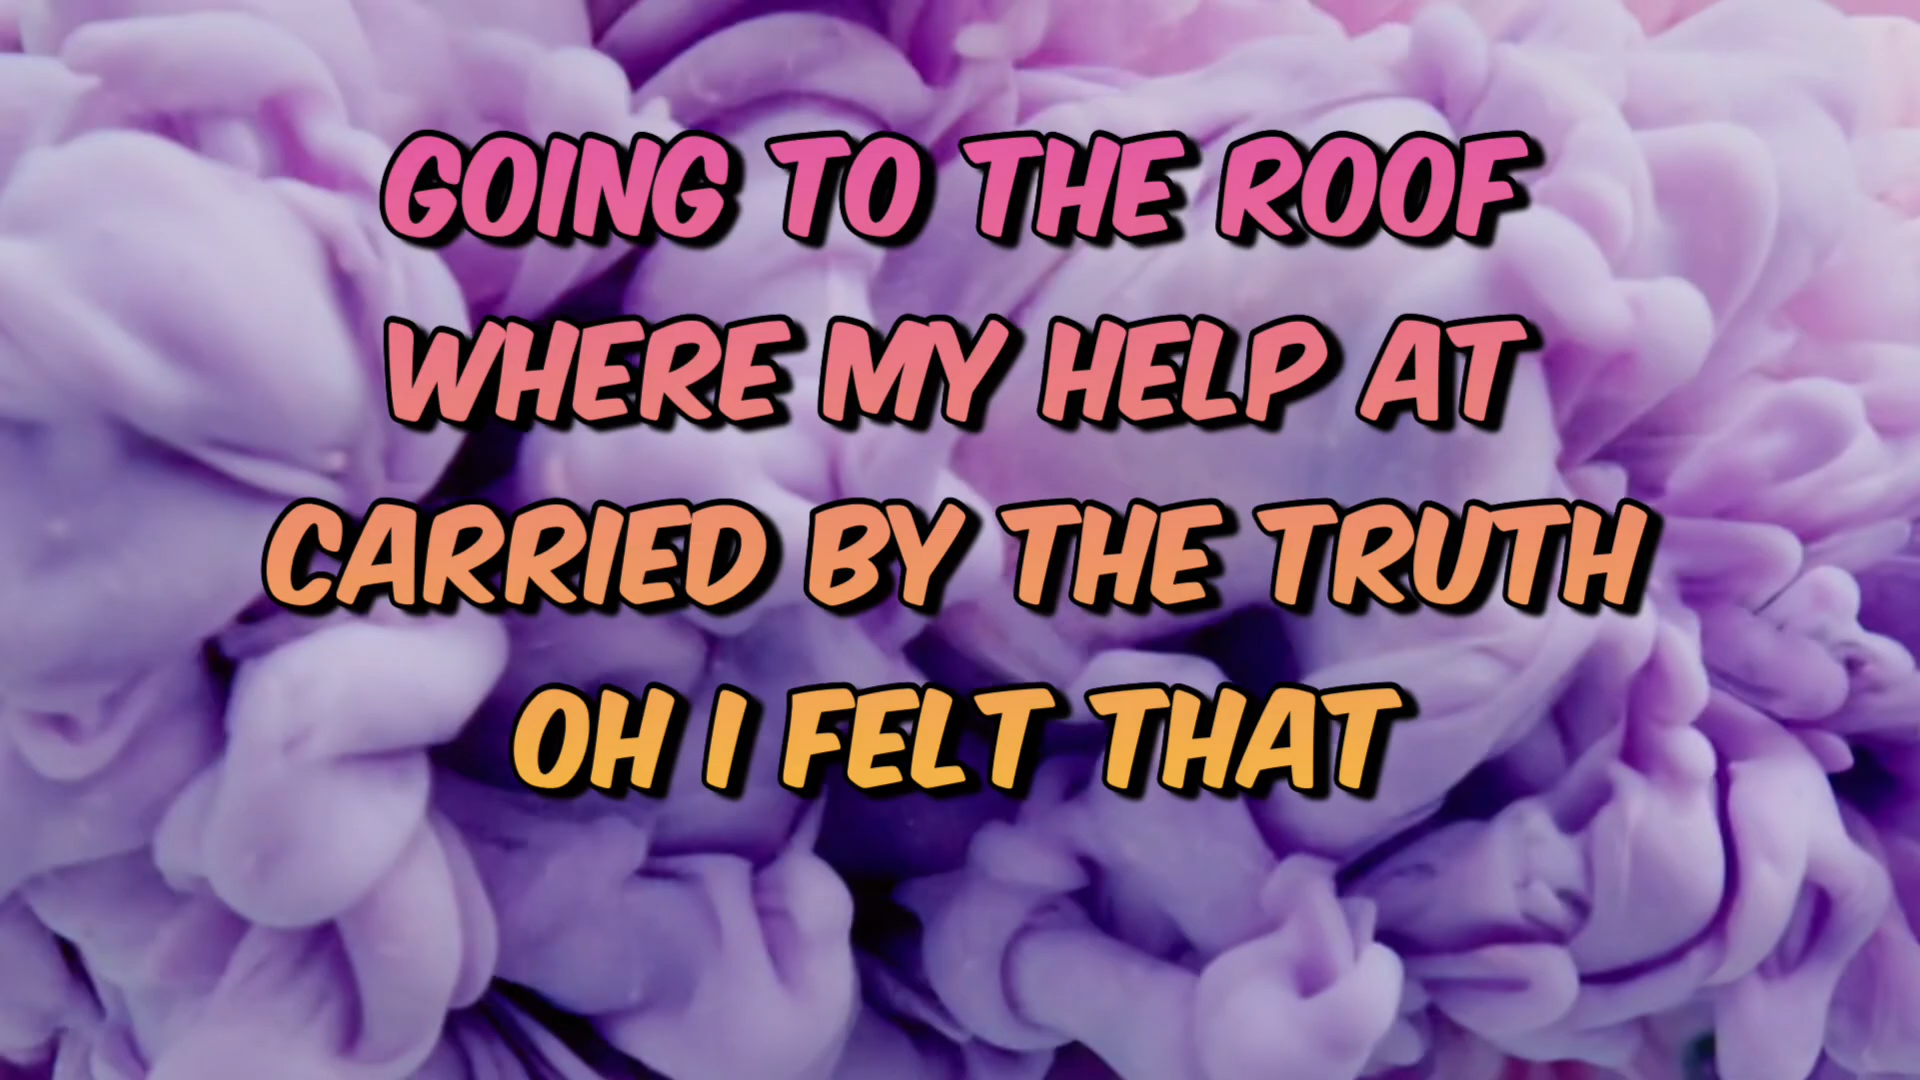 GOING TO THE ROOF
WHERE MY HELP AT
CARRIED BY THE TRUTH
OH I FELT THAT